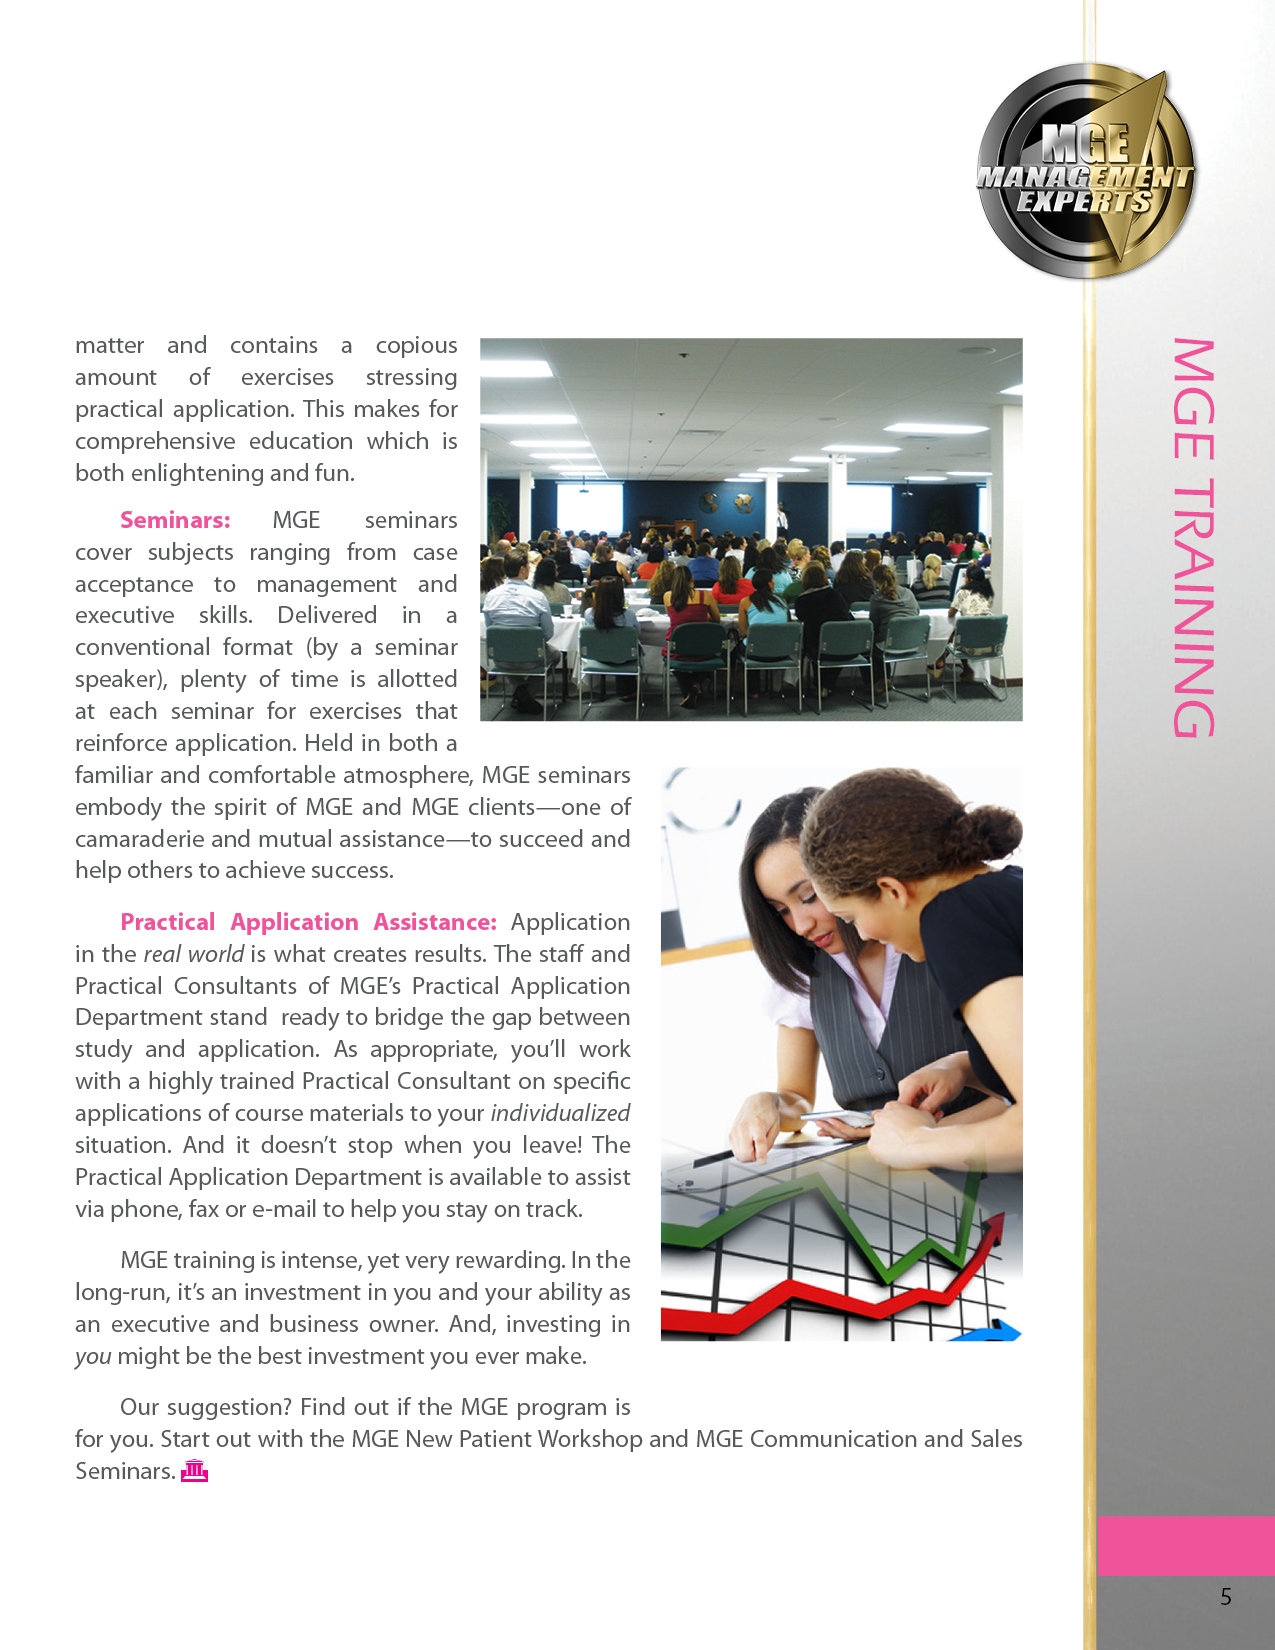 MGE
MANAGEMENT
EXPERTS
MGE TRAINING
matter and contains a copious
amount of exercises stressing
practical application. This makes for
comprehensive education which is
both enlightening and fun.
Seminars: MGE seminars
cover subjects ranging from case
acceptance to management and
executive skills. Delivered in a
conventional format (by a seminar
speaker), plenty of time is allotted
at each seminar for exercises that
reinforce application. Held in both a
familiar and comfortable atmosphere, MGE seminars
embody the spirit of MGE and MGE clients—one of
camaraderie and mutual assistance—to succeed and
help others to achieve success.
Practical Application Assistance: Application
in the real world is what creates results. The staff and
Practical Consultants of MGE’s Practical Application
Department stand ready to bridge the gap between
study and application. As appropriate, you’ll work
with a highly trained Practical Consultant on specific
applications of course materials to your individualized
situation. And it doesn’t stop when you leave! The
Practical Application Department is available to assist
via phone, fax or e-mail to help you stay on track.
MGE training is intense, yet very rewarding. In the
long-run, it’s an investment in you and your ability as
an executive and business owner. And, investing in
you might be the best investment you ever make.
Our suggestion? Find out if the MGE program is
for you. Start out with the MGE New Patient Workshop and MGE Communication and Sales
Seminars.
5